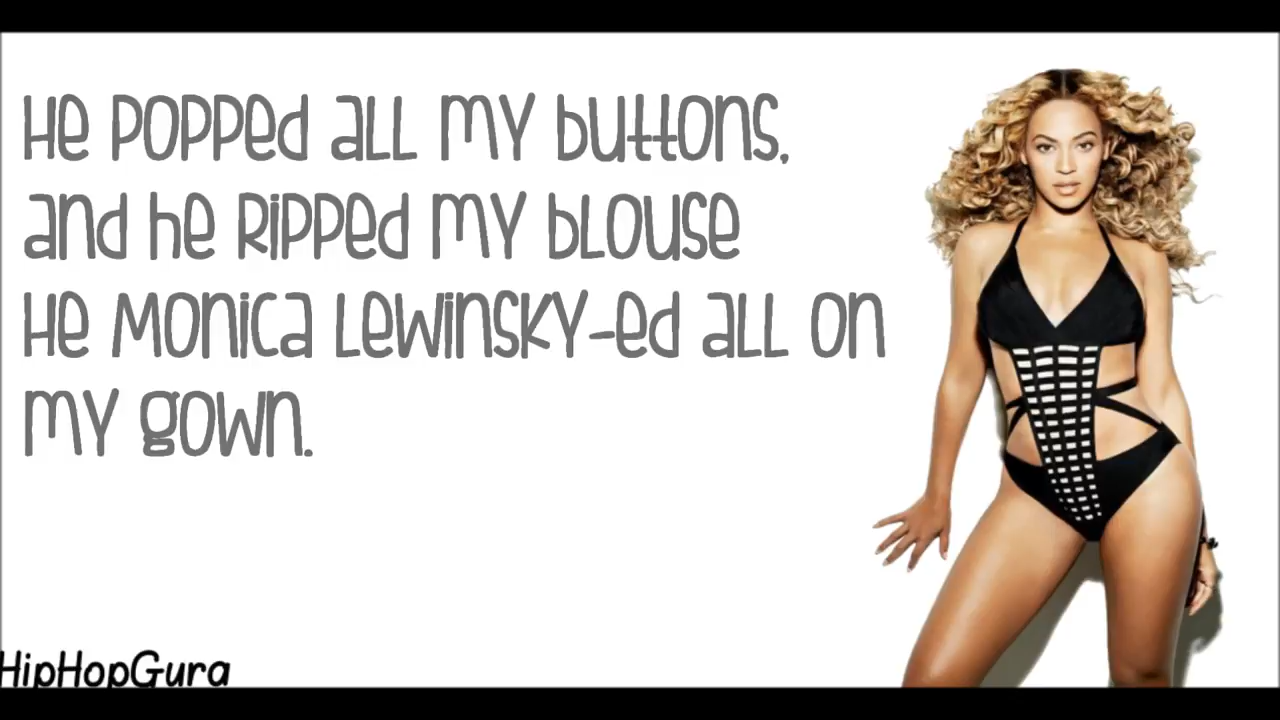 He popped all my buttons,
and he ripped my blouse
He Monica Lewinsky-ed all on
my gown.
HipHopGura